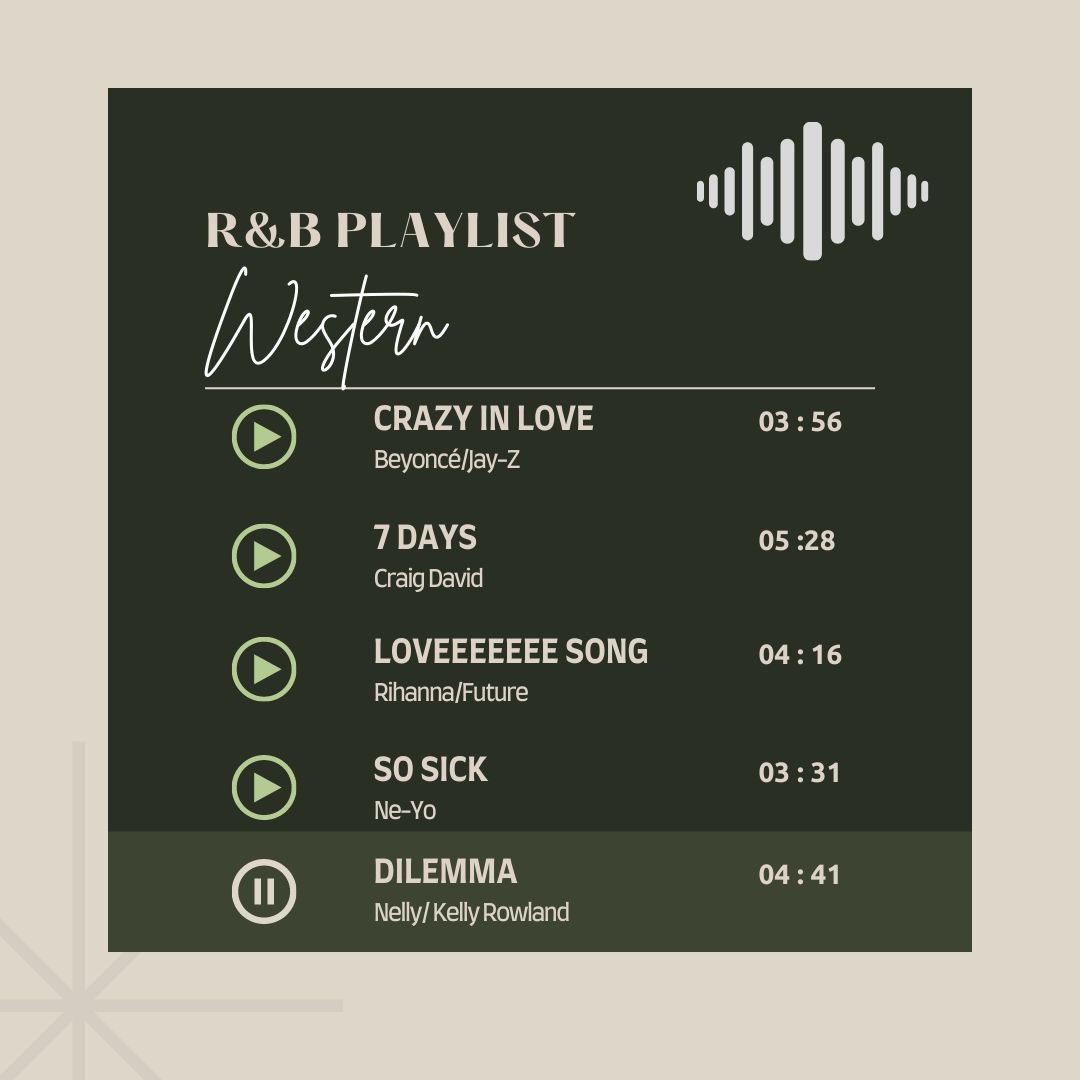 R&B PLAYLIST
Western
CRAZY IN LOVE 03 : 56
Beyoncé/Jay-Z
7 DAYS 05 :28
Craig David
LOVEEEEEEE SONG 04 : 16
Rihanna/Future
SO SICK 03 : 31
Ne-Yo
DILEMMA 04 : 41
Nelly/ Kelly Rowland